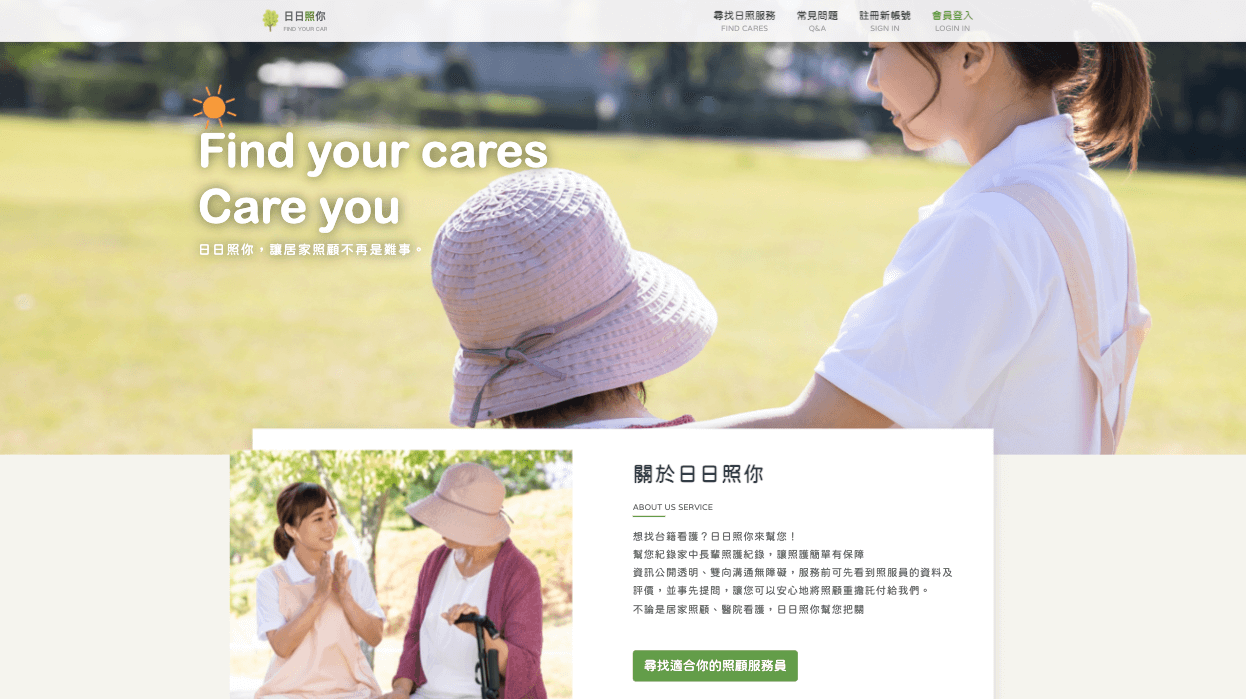 日日照你
FIND YOUR CAR
尋找日照服務
FIND CARES
常見問題
Q&A
註冊新帳號
SIGN IN
會員登入
LOGIN IN
Find your cares
Care you
日日照你，讓居家照顧不再是難事。
關於日日照你
ABOUT US SERVICE
想找台籍看護？日日照你來幫您！
幫您紀錄家中長輩照護紀錄，讓照護簡單有保障
資訊公開透明、雙向溝通無障礙，服務前可先看到照服員的資料及
評價，並事先提問，讓您可以安心地將照顧重擔託付給我們。
不論是居家照顧、醫院看護，日日照你幫您把關
尋找適合你的照顧服務員